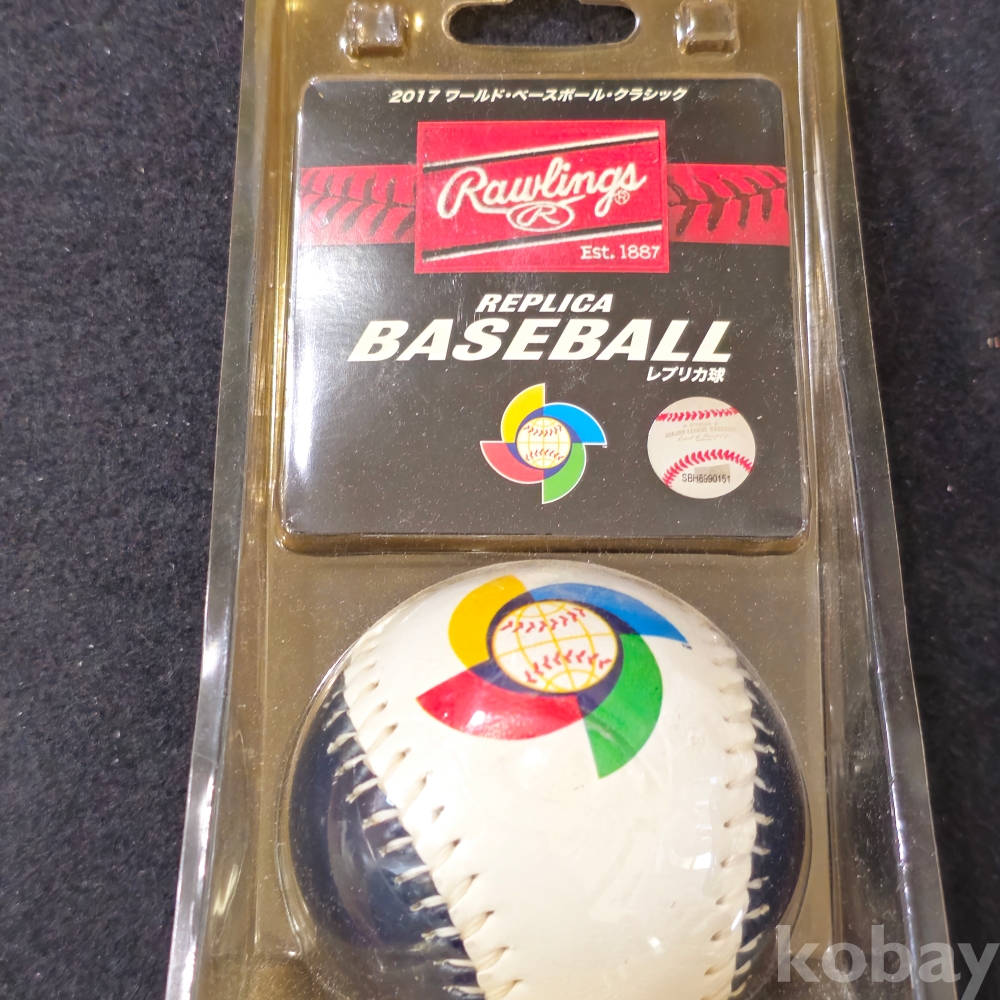 2017 ワールド・ベースボール・クラシック
Rawlings®
R
Est. 1887
REPLICA
BASEBALL
レプリカ球
SBH8990151
kobay